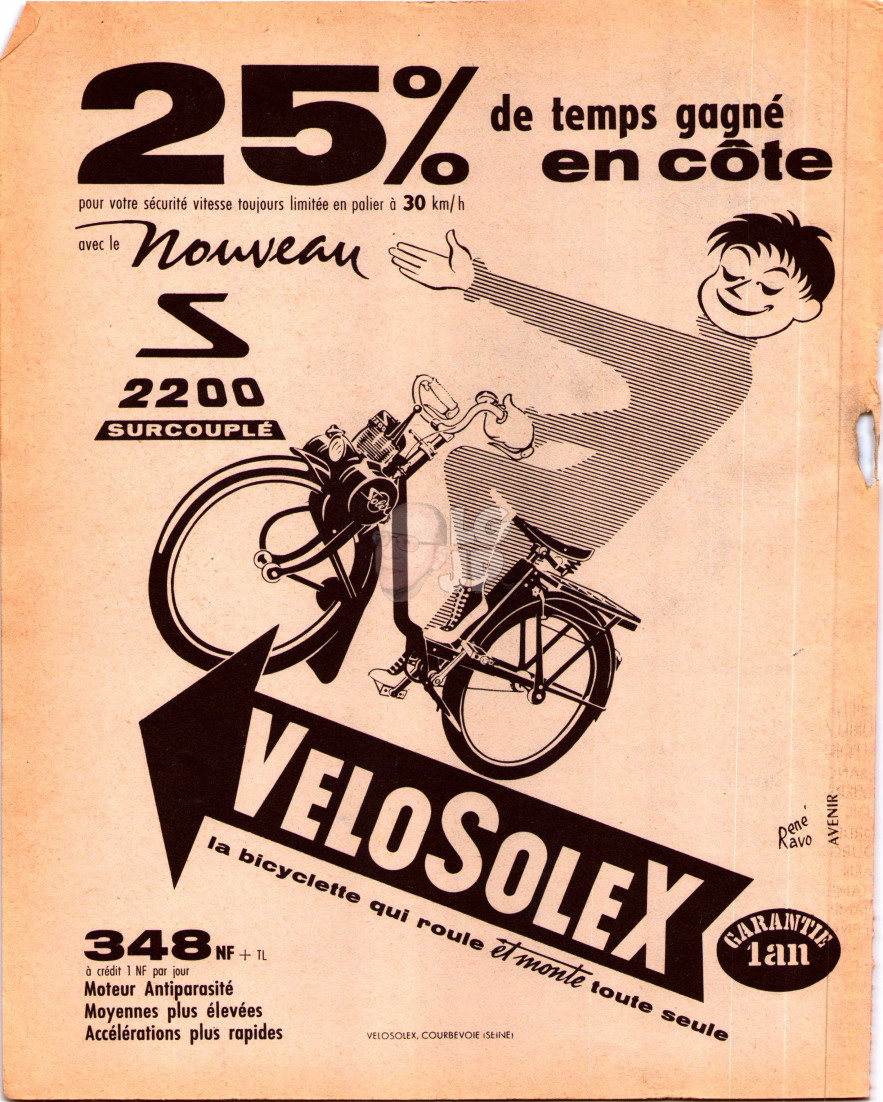 25% de temps gagné
en côte
pour votre sécurité vitesse toujours limitée en palier à 30 km/h
avec le Nouveau
S
2200
SURCOUPLÉ
Solex
VELOSOLEX
la bicyclette qui roule et monte toute seule
René
Ravo
AVENIR
GARANTIE
1an
348 NF + TL
à crédit 1 NF par jour
Moteur Antiparasité
Moyennes plus élevées
Accélérations plus rapides
VELOSOLEX, COURBEVOIE (SEINE)